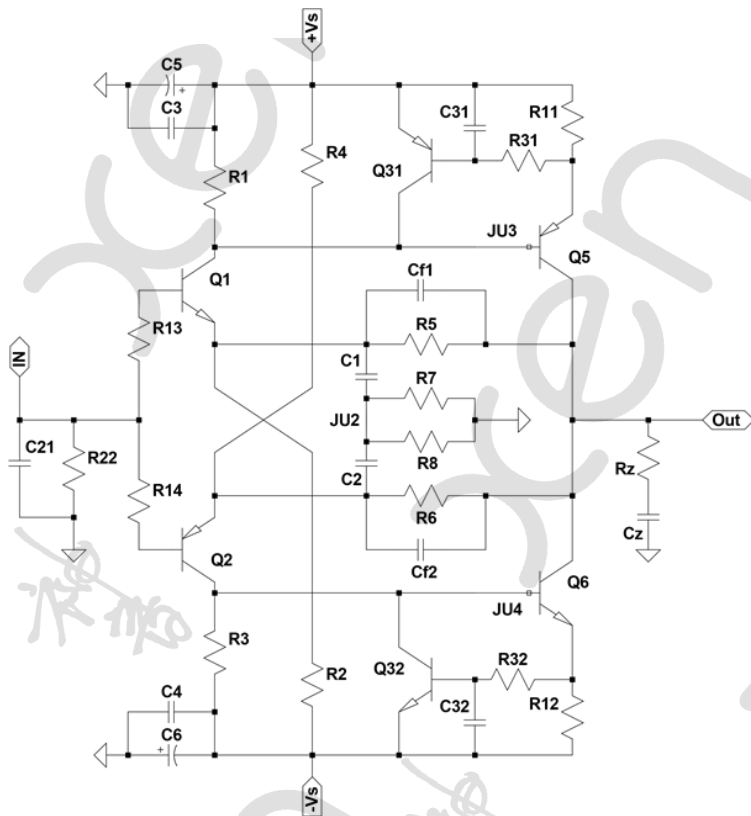 +Vs
C5
+
C3
C31
R11
R4
R31
R1
Q31
JU3
Q5
Q1
Cf1
R13
R5
IN
C1
R7
JU2
Out
C21
R22
R8
Rz
R14
C2
R6
Cz
Q2
Cf2
Q6
JU4
R3
R2
Q32
R32
C4
C32
R12
C6
+
-Vs
xen
xen